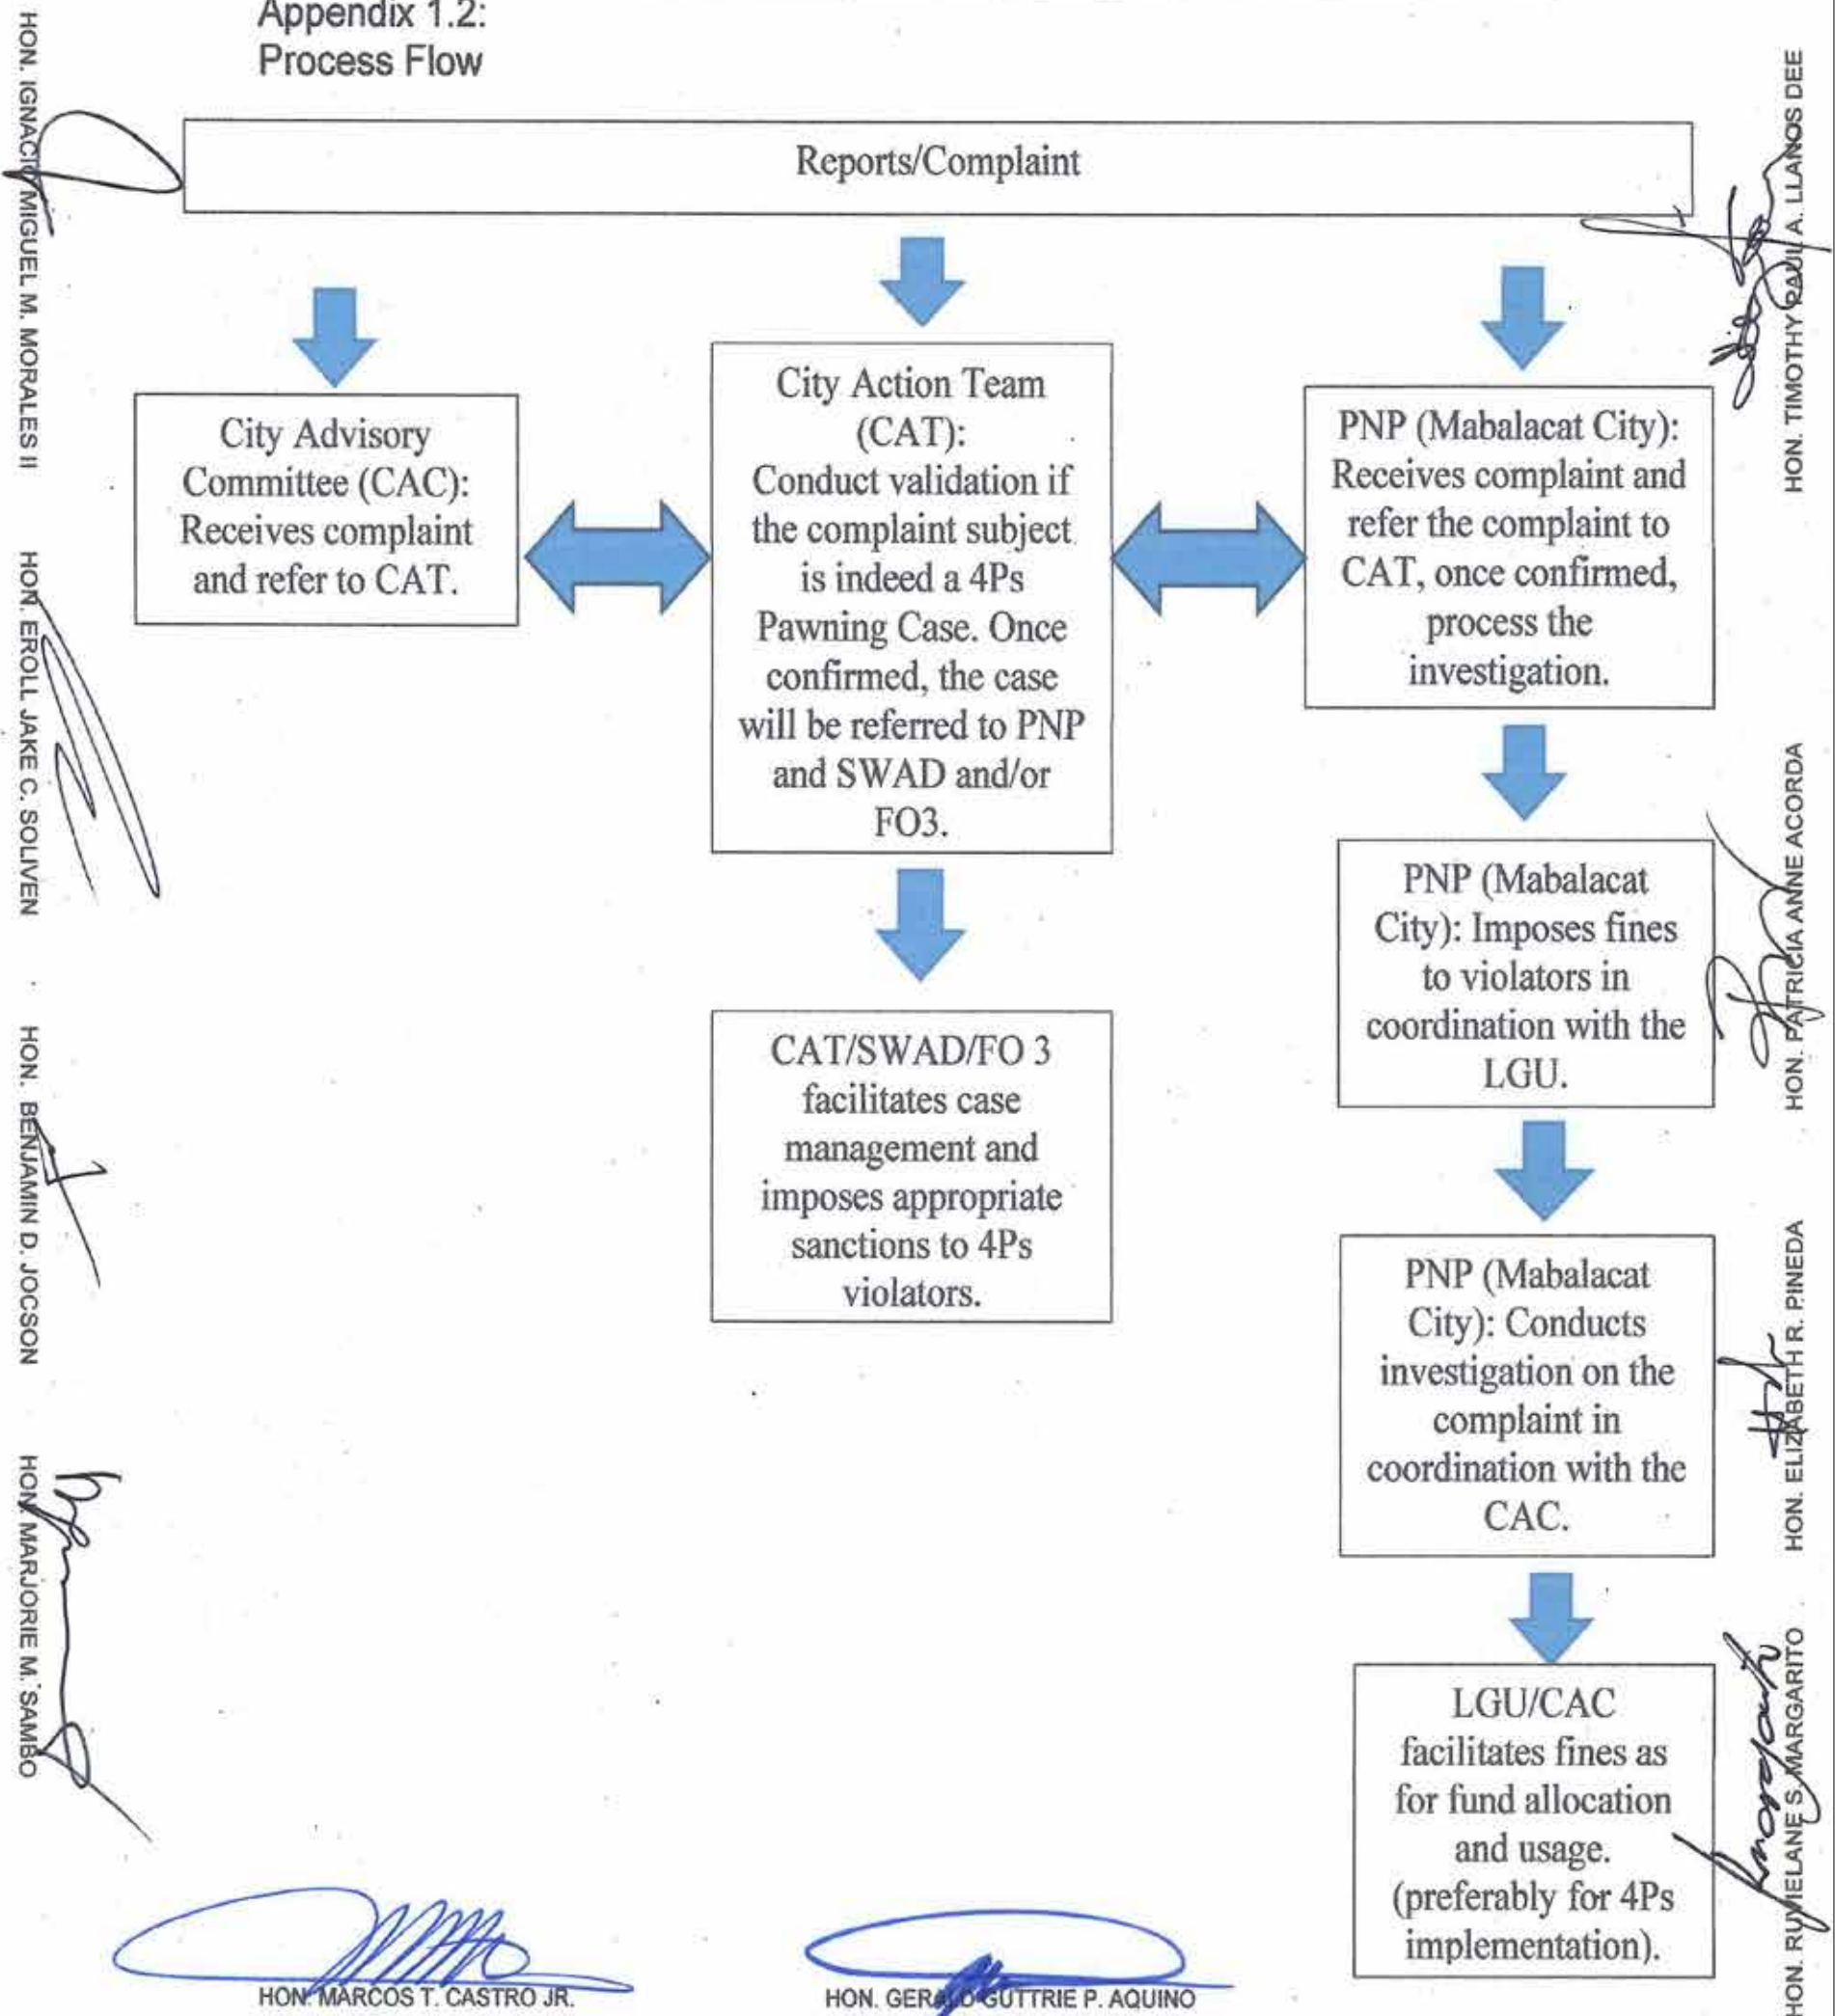 Appendix 1.2:
Process Flow
Reports/Complaint
City Advisory
Committee (CAC):
Receives complaint
and refer to CAT.
City Action Team
(CAT):
Conduct validation if
the complaint subject
is indeed a 4Ps
Pawning Case. Once
confirmed, the case
will be referred to PNP
and SWAD and/or
FO3.
PNP (Mabalacat City):
Receives complaint and
refer the complaint to
CAT, once confirmed,
process the
investigation.
CAT/SWAD/FO 3
facilitates case
management and
imposes appropriate
sanctions to 4Ps
violators.
PNP (Mabalacat
City): Imposes fines
to violators in
coordination with the
LGU.
PNP (Mabalacat
City): Conducts
investigation on the
complaint in
coordination with the
CAC.
LGU/CAC
facilitates fines as
for fund allocation
and usage.
(preferably for 4Ps
implementation).
HON. IGNACIO MIGUEL M. MORALES II
HON. EROLL JAKE C. SOLIVEN
HON. BENJAMIN D. JOCSON
HON. MARJORIE M. SAMBO
HON. TIMOTHY PAUL A. LLANOS DEE
HON. PATRICIA ANNE ACORDA
HON. ELIZABETH R. PINEDA
HON. RUVIELANE S. MARGARITO
HON. MARCOS T. CASTRO JR.
HON. GERALD GUTTRIE P. AQUINO